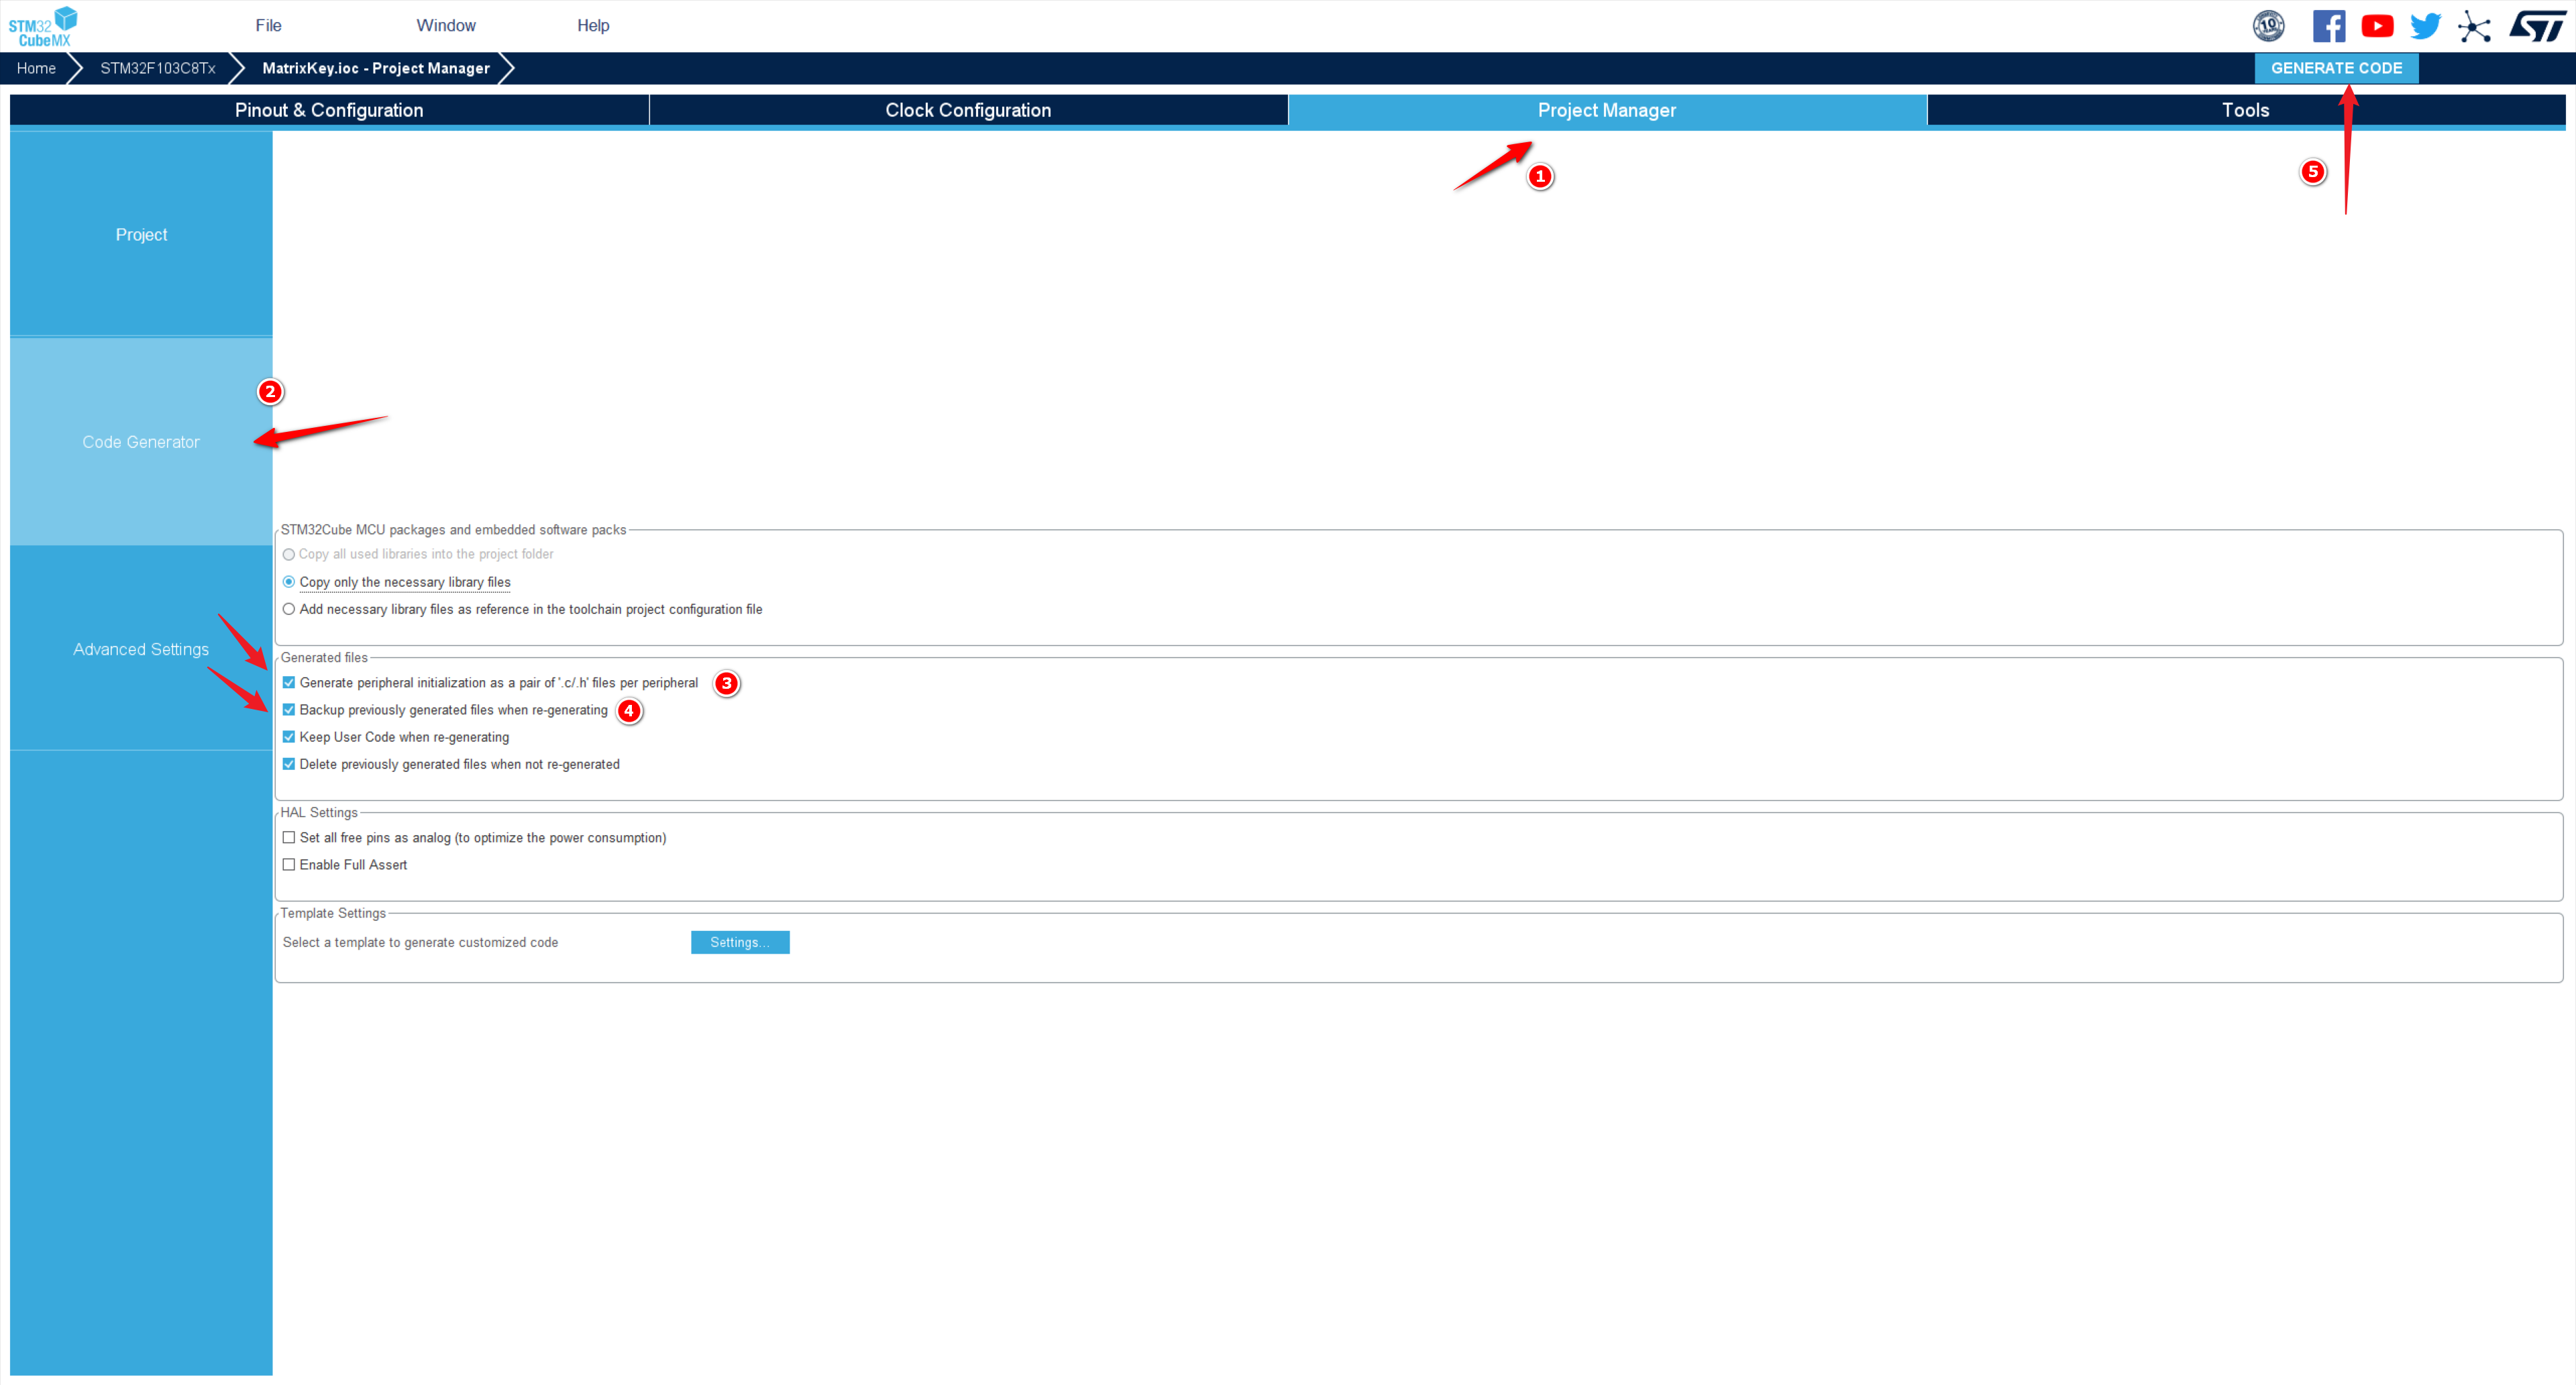 STM32
CubeMX
File
Window
Help
10
Home
STM32F103C8Tx
MatrixKey.ioc - Project Manager
GENERATE CODE
Pinout & Configuration
Clock Configuration
Project Manager
Tools
1
5
Project
2
Code Generator
Advanced Settings
STM32Cube MCU packages and embedded software packs
Copy all used libraries into the project folder
Copy only the necessary library files
Add necessary library files as reference in the toolchain project configuration file
Generated files
Generate peripheral initialization as a pair of '.c/.h' files per peripheral
3
Backup previously generated files when re-generating
4
Keep User Code when re-generating
Delete previously generated files when not re-generated
HAL Settings
Set all free pins as analog (to optimize the power consumption)
Enable Full Assert
Template Settings
Select a template to generate customized code
Settings...